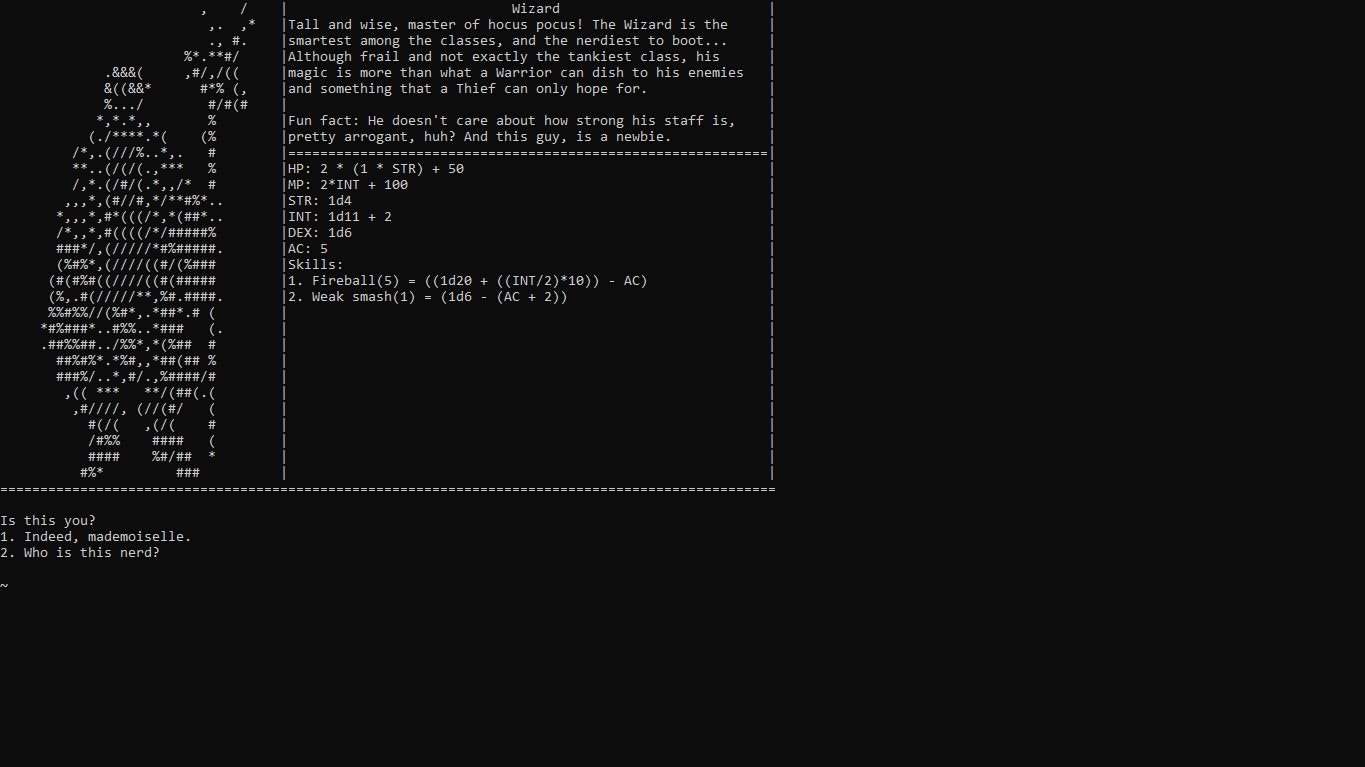 Wizard
Tall and wise, master of hocus pocus! The Wizard is the
smartest among the classes, and the nerdiest to boot...
Although frail and not exactly the tankiest class, his
magic is more than what a Warrior can dish to his enemies
and something that a Thief can only hope for.
Fun fact: He doesn't care about how strong his staff is,
pretty arrogant, huh? And this guy, is a newbie.
HP: 2 * (1 * STR) + 50
MP: 2*INT + 100
STR: 1d4
INT: 1d11 + 2
DEX: 1d6
AC: 5
Skills:
1. Fireball(5) = ((1d20 + ((INT/2)*10)) - AC)
2. Weak smash(1) = (1d6 - (AC + 2))
Is this you?
1. Indeed, mademoiselle.
2. Who is this nerd?
~